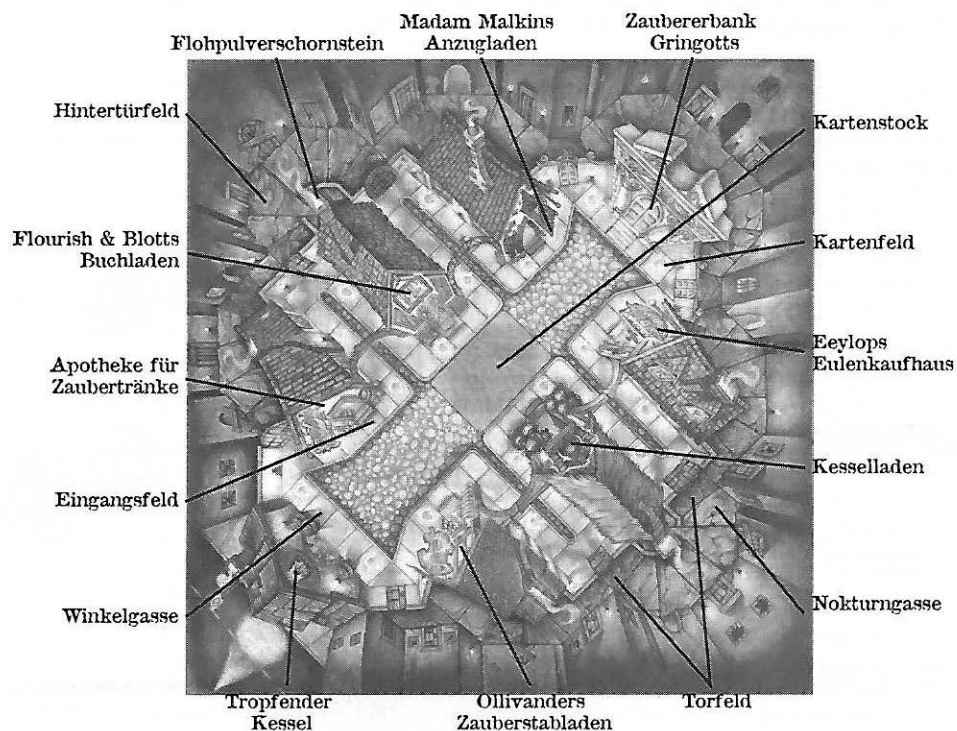 Flohpulverschornstein
Madam Malkins
Anzugladen
Zaubererbank
Gringotts
Hintertürfeld
Kartenstock
Flourish & Blotts
Buchladen
Kartenfeld
Apotheke für
Zaubertränke
Eeylops
Eulenkaufhaus
Eingangsfeld
Kesselladen
Winkelgasse
Nokturngasse
Tropfender
Kessel
Ollivanders
Zauberstabladen
Torfeld